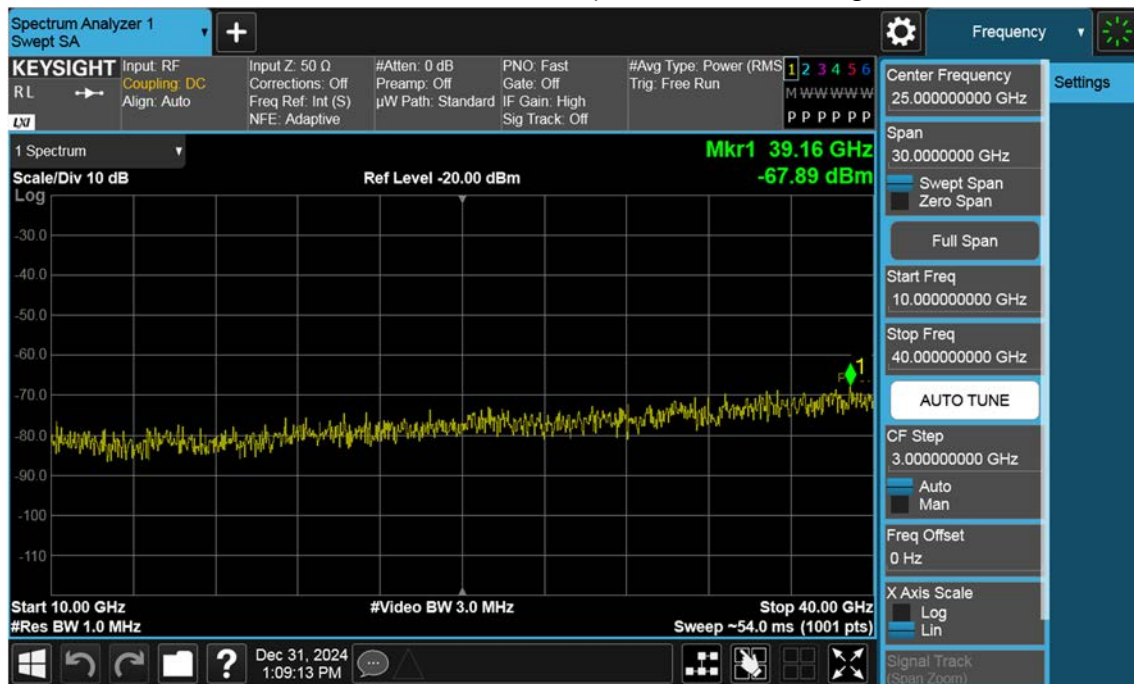 Spectrum Analyzer 1
Swept SA
+
Frequency
KEYSIGHT
RL
LXI
Input: RF
Coupling: DC
Align: Auto
Input Z: 50 Ω
Corrections: Off
Freq Ref: Int (S)
NFE: Adaptive
#Atten: 0 dB
Preamp: Off
µW Path: Standard
PNO: Fast
Gate: Off
IF Gain: High
Sig Track: Off
#Avg Type: Power (RMS
Trig: Free Run
1 2 3 4 5 6
M W W W W W
P P P P P P
1 Spectrum
Mkr1 39.16 GHz
Scale/Div 10 dB
Ref Level -20.00 dBm
-67.89 dBm
Log
-30.0
-40.0
-50.0
-60.0
1
-70.0
-80.0
-90.0
-100
-110
Start 10.00 GHz
#Video BW 3.0 MHz
Stop 40.00 GHz
#Res BW 1.0 MHz
Sweep ~54.0 ms (1001 pts)
?
Dec 31, 2024
1:09:13 PM
Center Frequency
25.000000000 GHz
Span
30.0000000 GHz
Swept Span
Zero Span
Full Span
Start Freq
10.000000000 GHz
Stop Freq
40.000000000 GHz
AUTO TUNE
CF Step
3.000000000 GHz
Auto
Man
Freq Offset
0 Hz
X Axis Scale
Log
Lin
Signal Track
(Span Zoom)
Settings